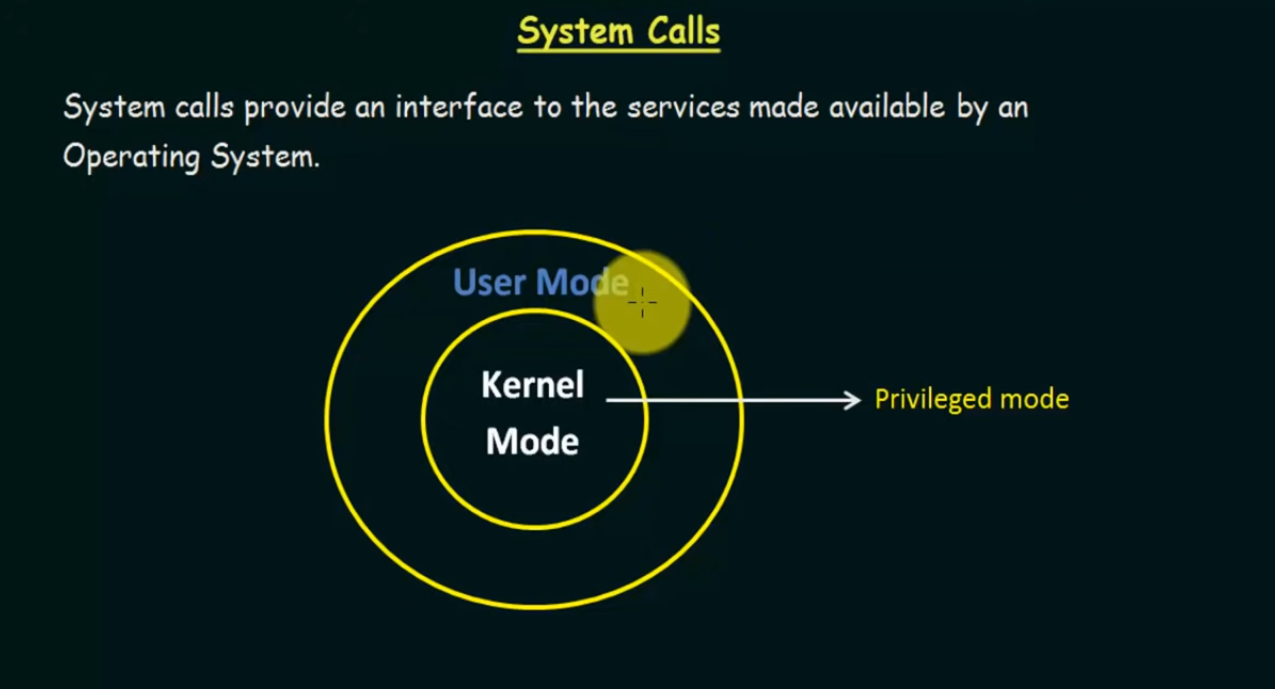 System Calls
System calls provide an interface to the services made available by an
Operating System.
User Mode
Kernel
Mode
Privileged mode